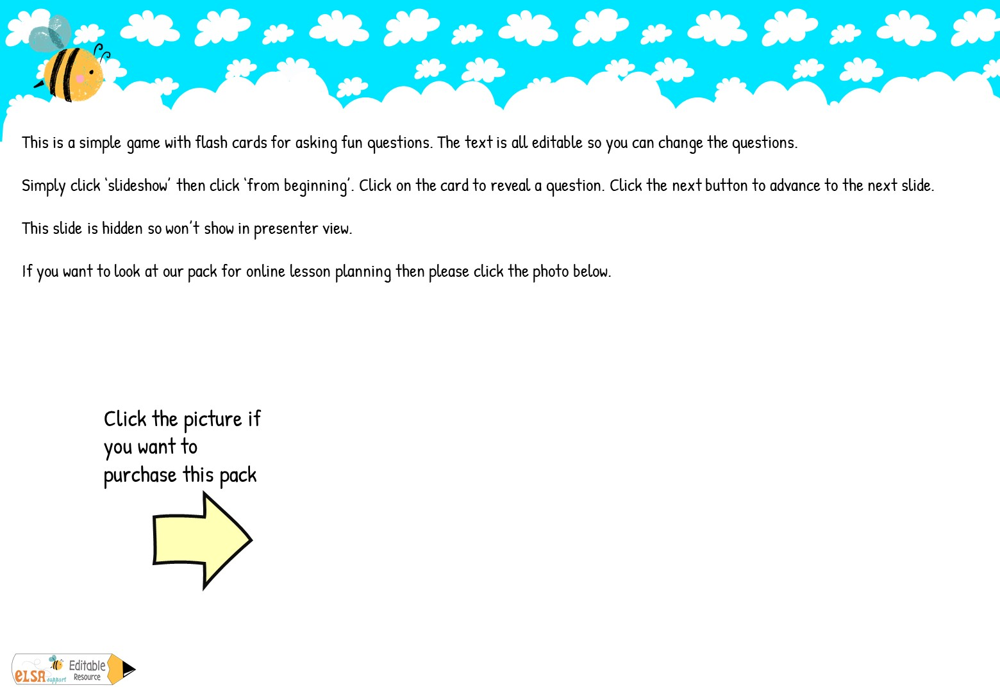 This is a simple game with flash cards for asking fun questions. The text is all editable so you can change the questions.
Simply click ‘slideshow’ then click ‘from beginning’. Click on the card to reveal a question. Click the next button to advance to the next slide.
This slide is hidden so won’t show in presenter view.
If you want to look at our pack for online lesson planning then please click the photo below.
Click the picture if
you want to
purchase this pack
eLSA support
Editable
Resource